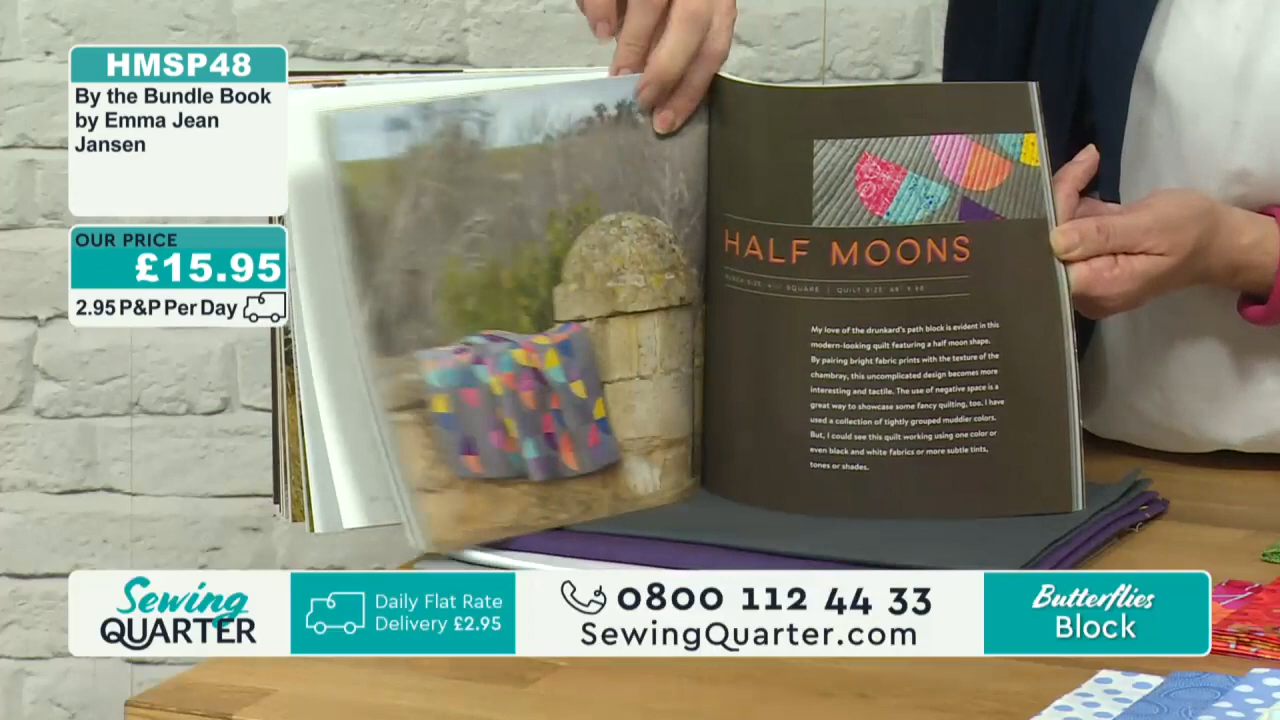 HMSP48
By the Bundle Book
by Emma Jean
Jansen
OUR PRICE
£15.95
2.95 P&P Per Day
HALF MOONS
SQUARE | QUILT SIZE:
My love of the drunkard's path block is evident in this
modern-looking quilt featuring a half moon shape.
By pairing bright fabric prints with the texture of the
chambray, this uncomplicated design becomes more
interesting and tactile. The use of negative space is a
great way to showcase some fancy quilting, too. I have
used a collection of tightly grouped muddier colors.
But, I could see this quilt working using one color or
even black and white fabrics or more subtle tints,
tones or shades.
Sewing
QUARTER
Daily Flat Rate
Delivery £2.95
0800 112 44 33
SewingQuarter.com
Butterflies
Block